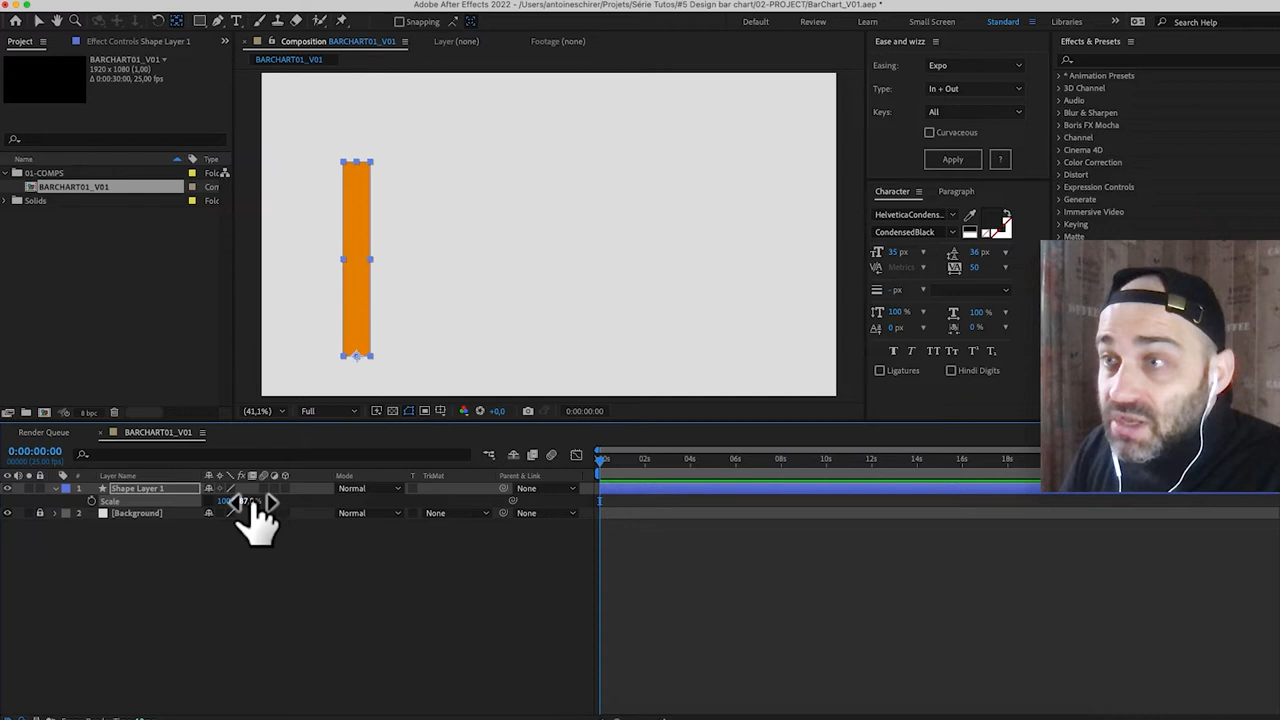 Adobe After Effects 2022 - /Users/antoineschirer/Projets/Série Tutos/#5 Design bar chart/02-PROJECT/BarChart_V01.aep *
Snapping
Default
Review
Learn
Small Screen
Standard
Libraries
Search Help
Project
Effect Controls Shape Layer 1
Composition BARCHART01_V01
Layer (none)
Footage (none)
Ease and wizz
Effects & Presets
BARCHART01_V01
1920 x 1080 (1,00)
Δ 0:00:30:00, 25,00 fps
BARCHART01_V01
Easing:
Expo
Type:
In + Out
Keys:
All
Curvaceous
Apply
?
* Animation Presets
3D Channel
Audio
Blur & Sharpen
Boris FX Mocha
Channel
Cinema 4D
Color Correction
Distort
Expression Controls
Generate
Immersive Video
Keying
Matte
Name
Type
01-COMPS
Fol
BARCHART01_V01
Con
Solids
Fol
Character
Paragraph
HelveticaCondens...
CondensedBlack
35 px
36 px
Metrics
50
- px
100 %
100 %
0 px
0 %
Ligatures
Hindi Digits
8 bpc
(41,1%)
Full
+0,0
0:00:00:00
Render Queue
BARCHART01_V01
0:00:00:00
00000 (25.00 fps)
#
Layer Name
Mode
T
TrkMat
Parent & Link
02s
04s
06s
08s
10s
12s
14s
16s
18s
1
Shape Layer 1
Normal
None
Scale
2
[Background]
Normal
None
None